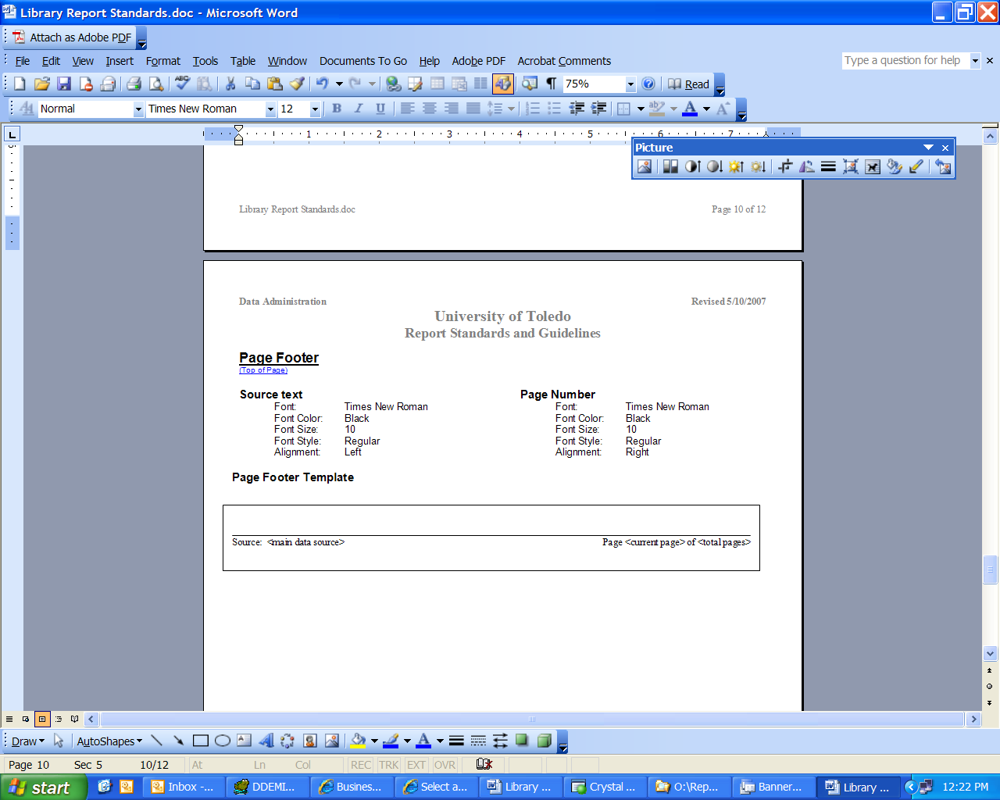 Library Report Standards.doc - Microsoft Word
Attach as Adobe PDF
File Edit View Insert Format Tools Table Window Documents To Go Help Adobe PDF Acrobat Comments Type a question for help
75% Read
Normal Times New Roman 12 B I U
1 2 3 4 5 6 7
Picture
Library Report Standards.doc Page 10 of 12
Data Administration Revised 5/10/2007
University of Toledo
Report Standards and Guidelines
Page Footer
(Top of Page)
Source text Page Number
Font: Times New Roman Font: Times New Roman
Font Color: Black Font Color: Black
Font Size: 10 Font Size: 10
Font Style: Regular Font Style: Regular
Alignment: Left Alignment: Right
Page Footer Template
Source: <main data source> Page <current page> of <total pages>
Draw AutoShapes
Page 10 Sec 5 10/12 At Ln Col REC TRK EXT OVR
start Inbox -... DDEMI... Busines... Select a... Library ... Crystal ... O:\Rep... Banner... Library ... 12:22 PM